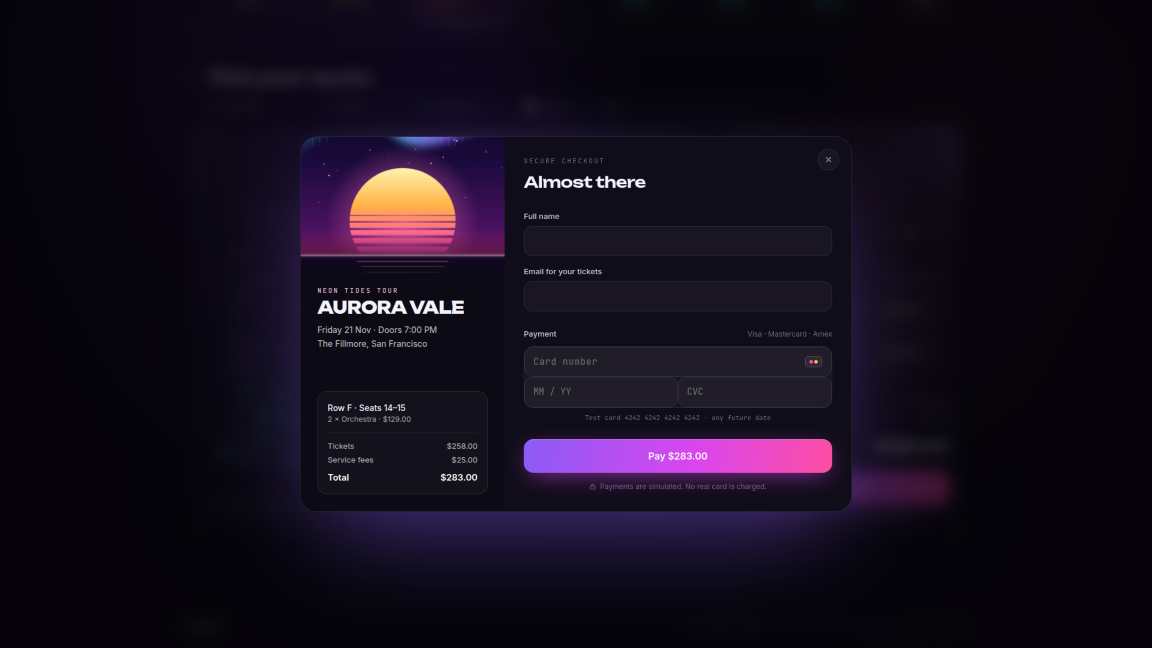 NEON TIDES TOUR
AURORA VALE
Friday 21 Nov · Doors 7:00 PM
The Fillmore, San Francisco
Row F · Seats 14–15
2 × Orchestra · $129.00
Tickets $258.00
Service fees $25.00
Total $283.00
SECURE CHECKOUT
Almost there
Full name
Email for your tickets
Payment Visa · Mastercard · Amex
Card number
MM / YY CVC
Test card 4242 4242 4242 4242 · any future date
Pay $283.00
Payments are simulated. No real card is charged.